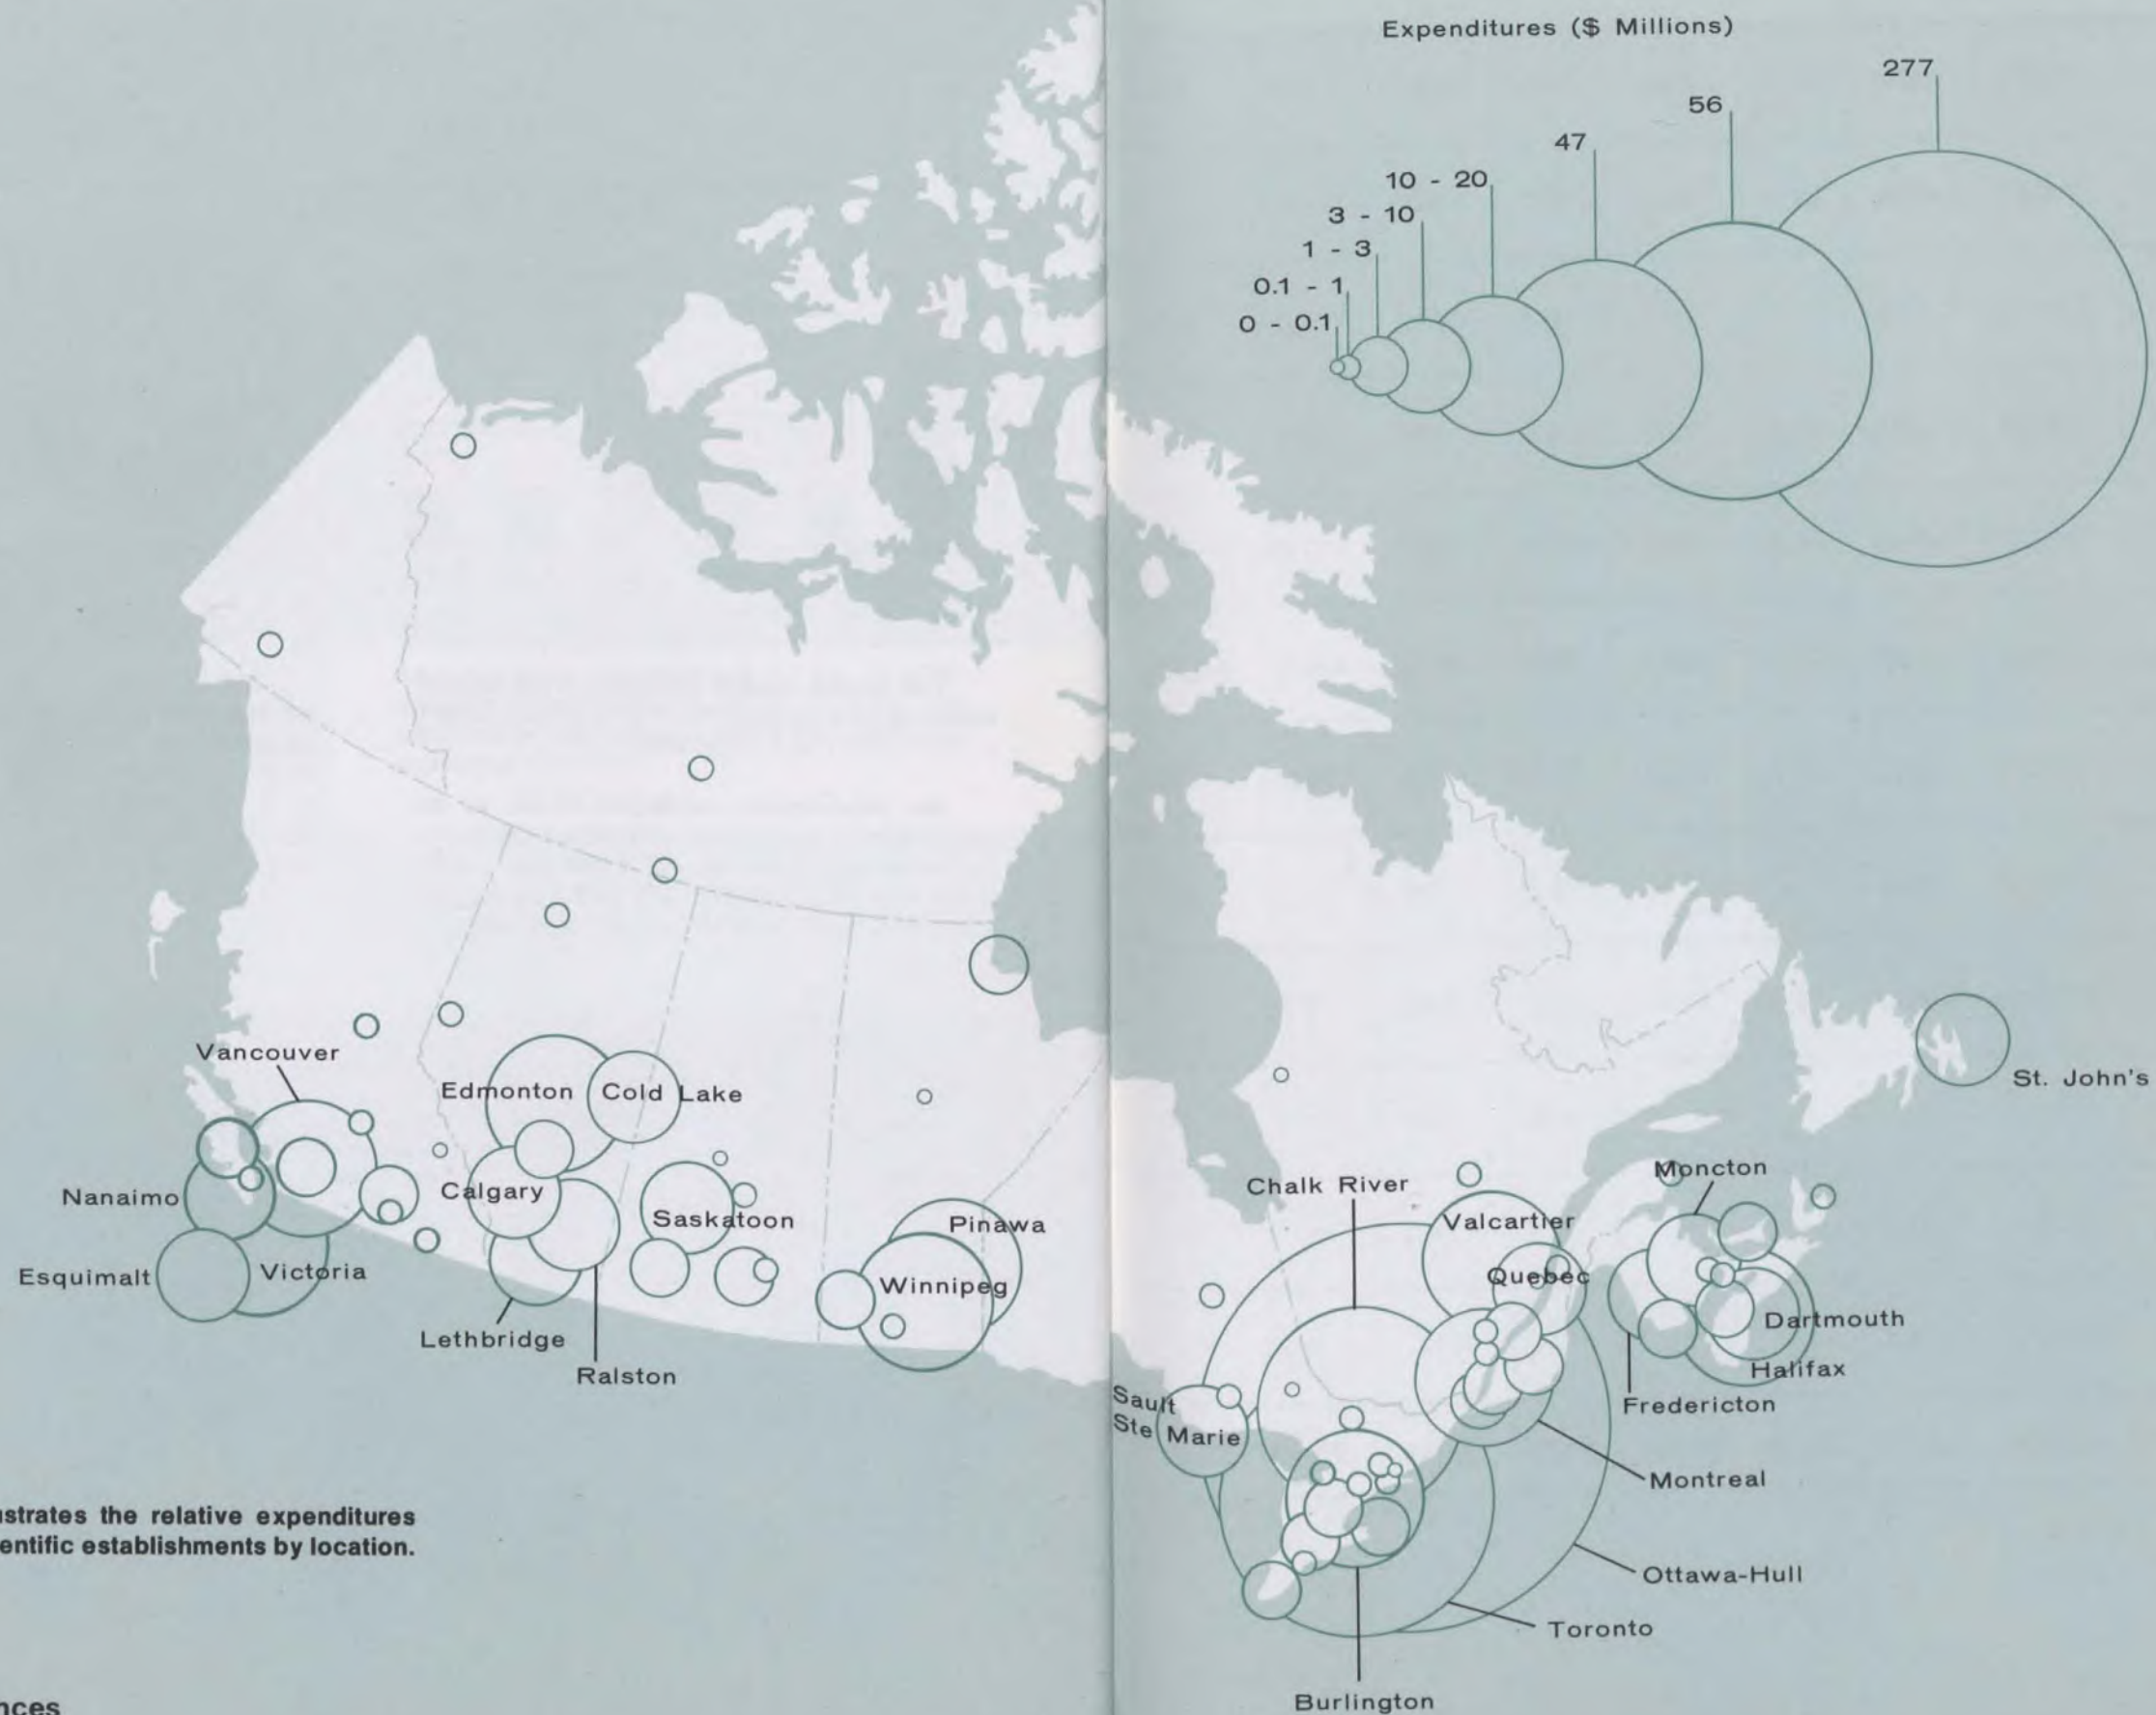 Expenditures ($ Millions)
277
56
47
10 - 20
3 - 10
1 - 3
0.1 - 1
0 - 0.1
Vancouver
Edmonton
Cold Lake
St. John's
Nanaimo
Calgary
Saskatoon
Pinawa
Chalk River
Moncton
Valcartier
Esquimalt
Victoria
Winnipeg
Quebec
Dartmouth
Lethbridge
Ralston
Halifax
Fredericton
Sault
Ste Marie
Montreal
ustrates the relative expenditures
entific establishments by location.
Ottawa-Hull
Toronto
Burlington
nces